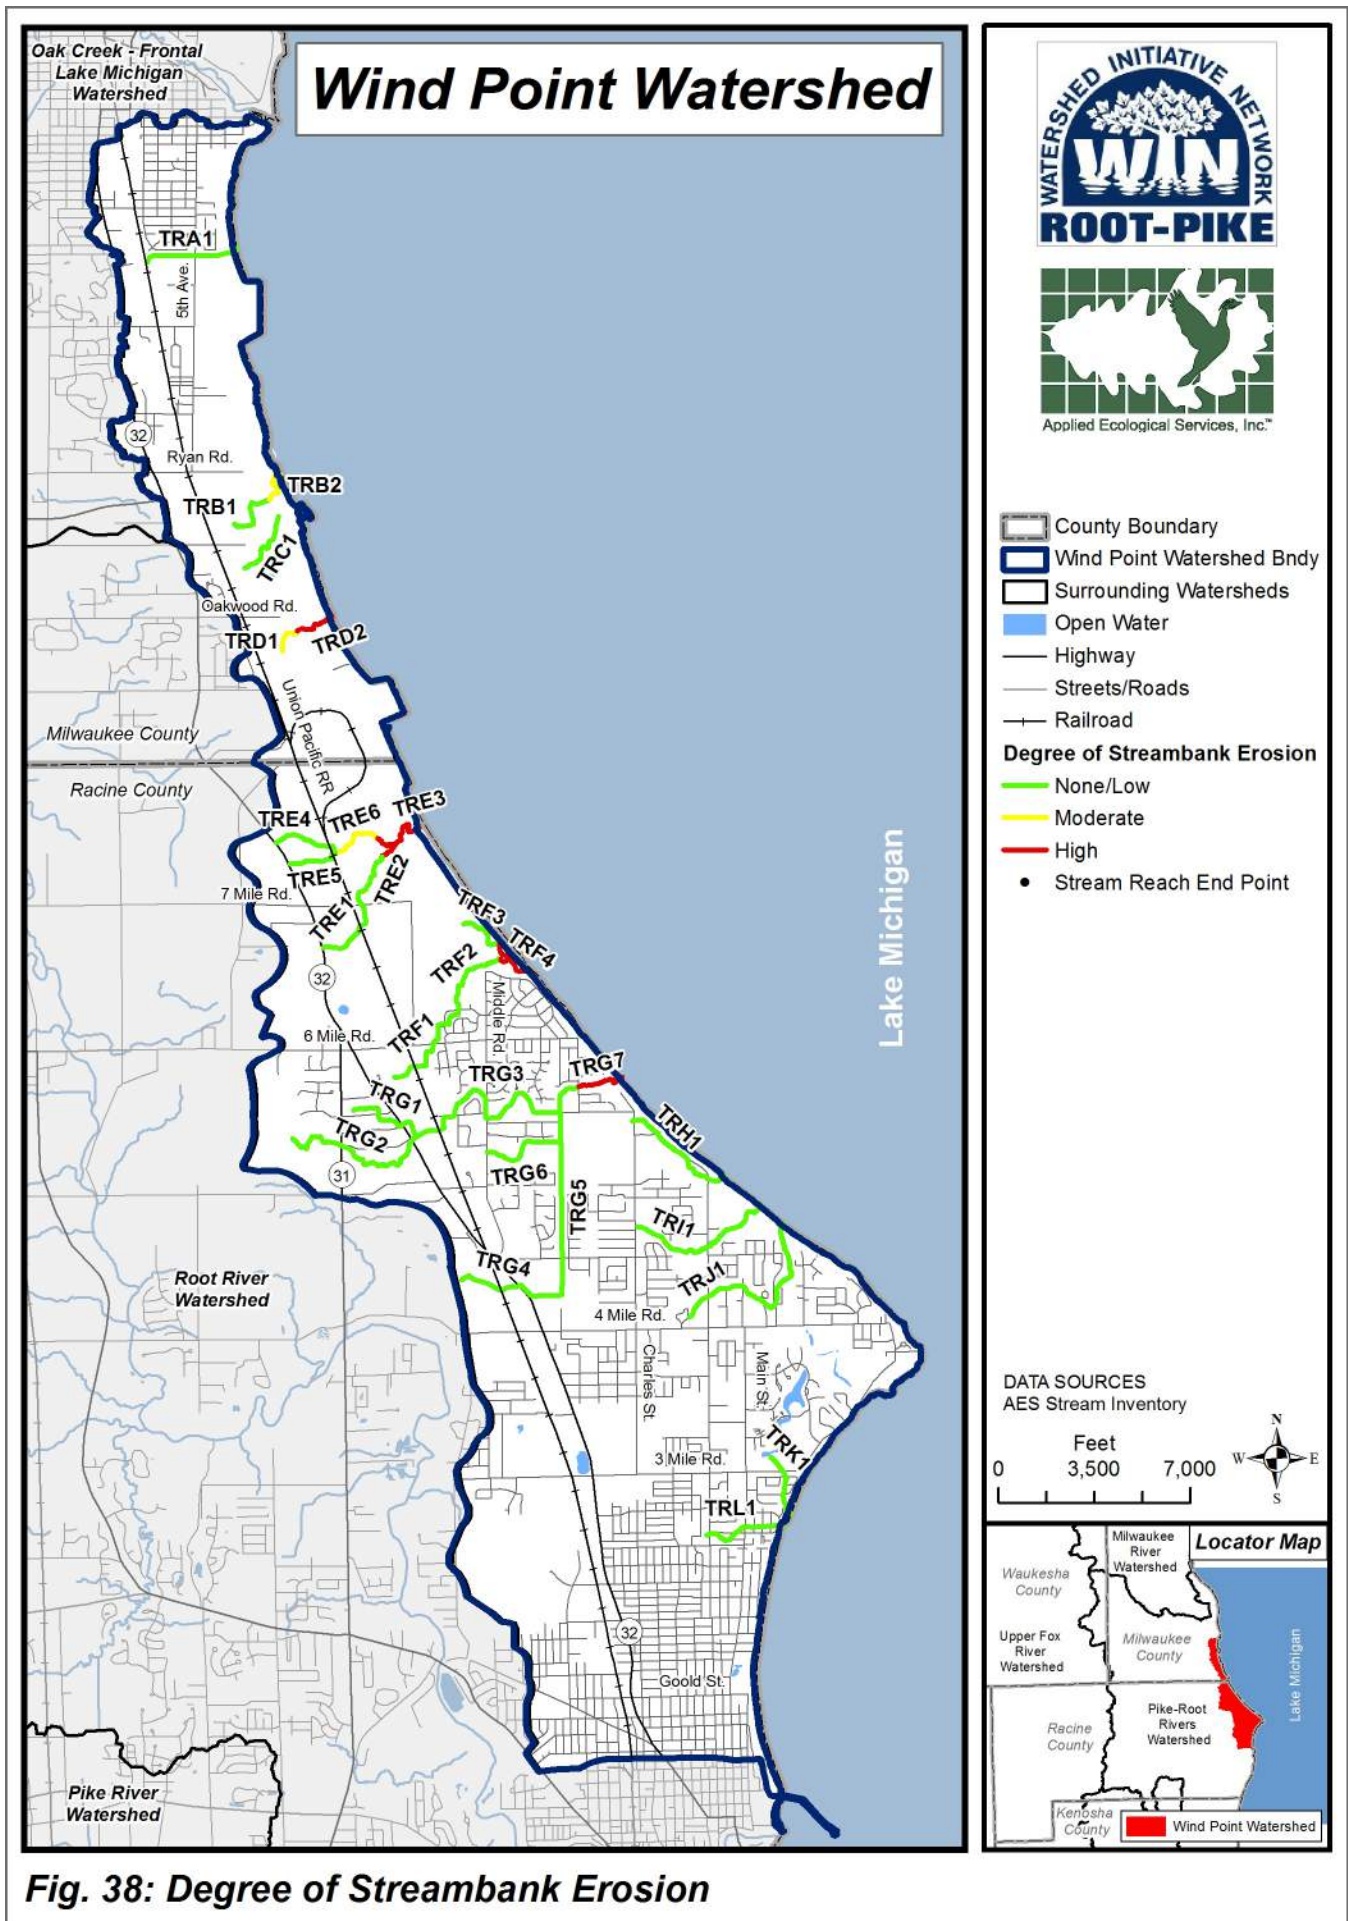 Oak Creek - Frontal
Lake Michigan
Watershed
Wind Point Watershed
TRA1
5th Ave.
32
Ryan Rd.
TRB2
TRB1
TRC1
Oakwood Rd.
TRD1
TRD2
Union Pacific RR
Milwaukee County
Racine County
TRE4
TRE6
TRE3
TRE5
TRE2
7 Mile Rd.
TRE1
TRF3
TRF4
TRF2
32
Middle Rd.
6 Mile Rd.
TRF1
TRG3
TRG7
TRG1
TRG2
TRH1
31
TRG6
TRG5
TRI1
TRG4
TRJ1
Root River
Watershed
4 Mile Rd.
Charles St.
Main St.
3 Mile Rd.
TRK1
TRL1
32
Goold St.
Pike River
Watershed
Lake Michigan
WATERSHED INITIATIVE NETWORK
WIN
ROOT-PIKE
Applied Ecological Services, Inc.™
County Boundary
Wind Point Watershed Bndy
Surrounding Watersheds
Open Water
Highway
Streets/Roads
Railroad
Degree of Streambank Erosion
None/Low
Moderate
High
Stream Reach End Point
DATA SOURCES
AES Stream Inventory
Feet
0 3,500 7,000
N
W E
S
Locator Map
Milwaukee
River
Watershed
Waukesha
County
Upper Fox
River
Watershed
Milwaukee
County
Lake Michigan
Pike-Root
Rivers
Watershed
Racine
County
Kenosha
County
Wind Point Watershed
Fig. 38: Degree of Streambank Erosion